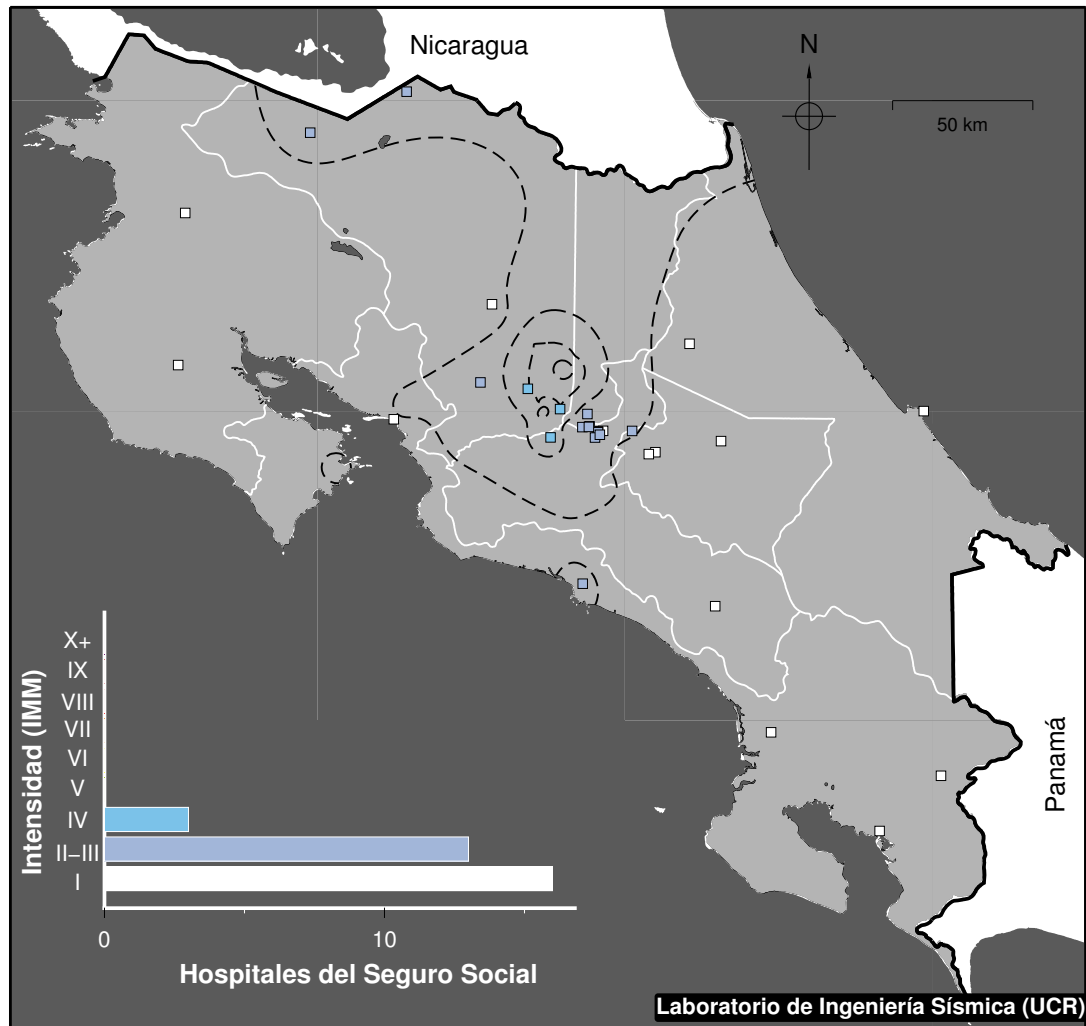 Nicaragua
N
50 km
Panamá
Intensidad (IMM)
X+
IX
VIII
VII
VI
V
IV
II–III
I
0
10
Hospitales del Seguro Social
Laboratorio de Ingeniería Sísmica (UCR)